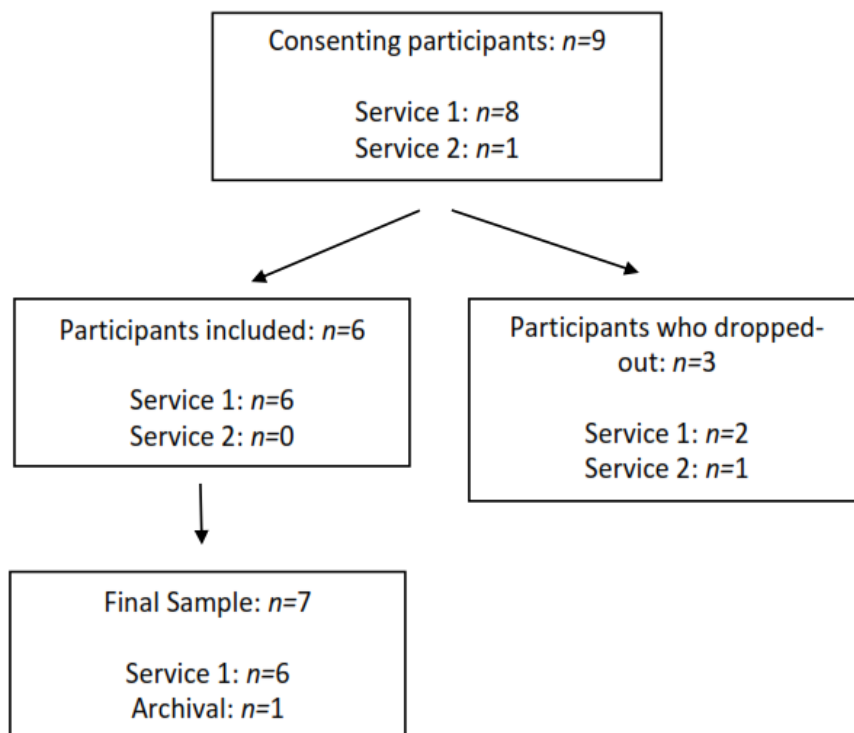 Consenting participants: n=9
Service 1: n=8
Service 2: n=1
Participants included: n=6
Service 1: n=6
Service 2: n=0
Participants who dropped-
out: n=3
Service 1: n=2
Service 2: n=1
Final Sample: n=7
Service 1: n=6
Archival: n=1